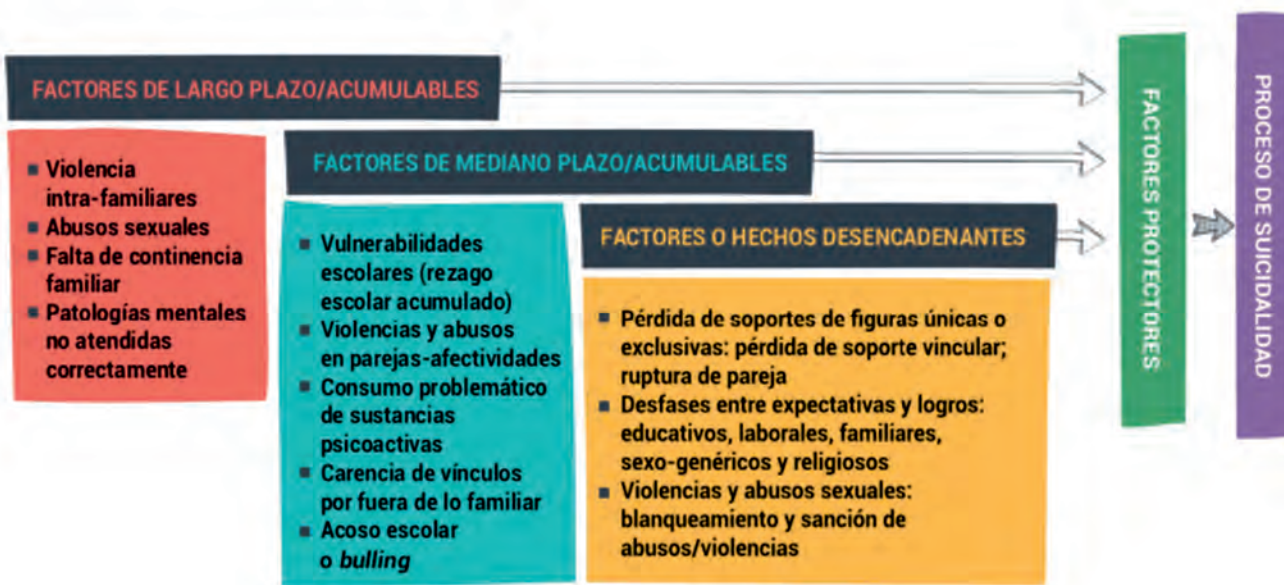 FACTORES DE LARGO PLAZO/ACUMULABLES
▪ Violencia
intra-familiares
▪ Abusos sexuales
▪ Falta de continencia
familiar
▪ Patologías mentales
no atendidas
correctamente
FACTORES DE MEDIANO PLAZO/ACUMULABLES
▪ Vulnerabilidades
escolares (rezago
escolar acumulado)
▪ Violencias y abusos
en parejas-afectividades
▪ Consumo problemático
de sustancias
psicoactivas
▪ Carencia de vínculos
por fuera de lo familiar
▪ Acoso escolar
o bulling
FACTORES O HECHOS DESENCADENANTES
▪ Pérdida de soportes de figuras únicas o
exclusivas: pérdida de soporte vincular;
ruptura de pareja
▪ Desfases entre expectativas y logros:
educativos, laborales, familiares,
sexo-genéricos y religiosos
▪ Violencias y abusos sexuales:
blanqueamiento y sanción de
abusos/violencias
FACTORES PROTECTORES
PROCESO DE SUICIDALIDAD